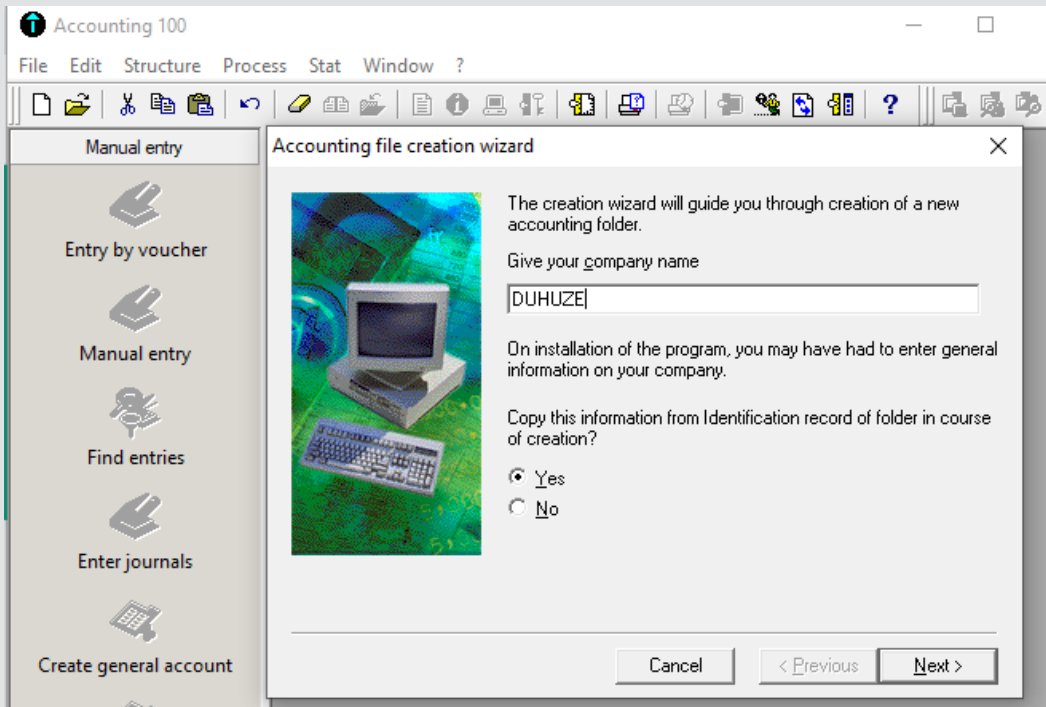 Accounting 100
File Edit Structure Process Stat Window ?
Manual entry
Entry by voucher
Manual entry
Find entries
Enter journals
Create general account
Accounting file creation wizard
The creation wizard will guide you through creation of a new
accounting folder.
Give your company name
DUHUZE
On installation of the program, you may have had to enter general
information on your company.
Copy this information from Identification record of folder in course
of creation?
Yes
No
Cancel
< Previous
Next >